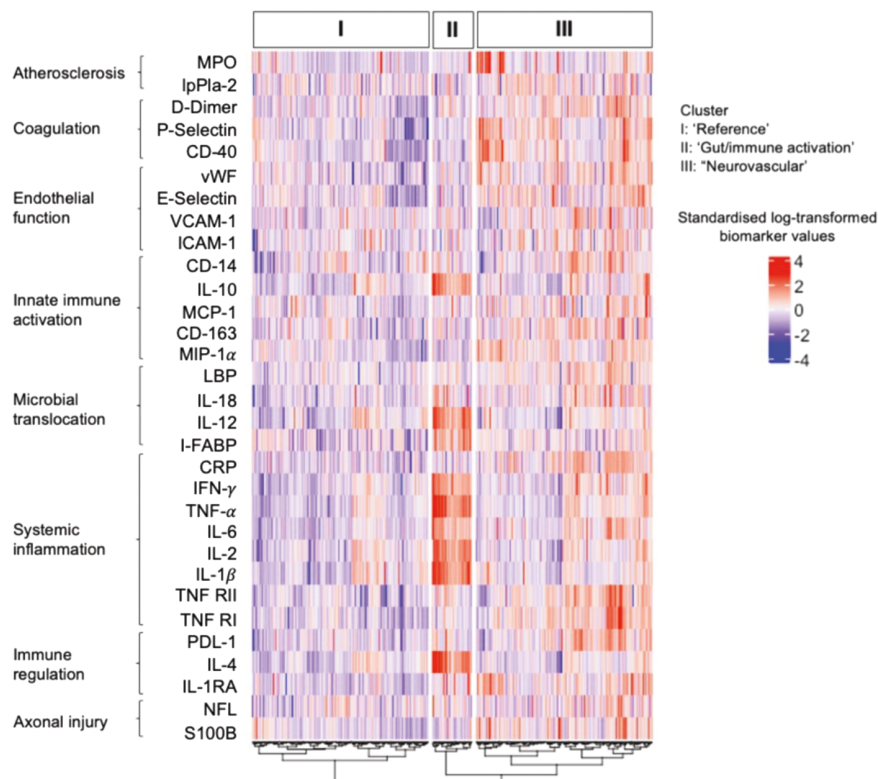 I
II
III
Atherosclerosis
MPO
lpPla-2
Coagulation
D-Dimer
P-Selectin
CD-40
Endothelial
function
vWF
E-Selectin
VCAM-1
ICAM-1
Innate immune
activation
CD-14
IL-10
MCP-1
CD-163
MIP-1α
Microbial
translocation
LBP
IL-18
IL-12
I-FABP
Systemic
inflammation
CRP
IFN-γ
TNF-α
IL-6
IL-2
IL-1β
TNF RII
TNF RI
Immune
regulation
PDL-1
IL-4
IL-1RA
Axonal injury
NFL
S100B
Cluster
I: ‘Reference’
II: ‘Gut/immune activation’
III: “Neurovascular’
Standardised log-transformed
biomarker values
4
2
0
-2
-4